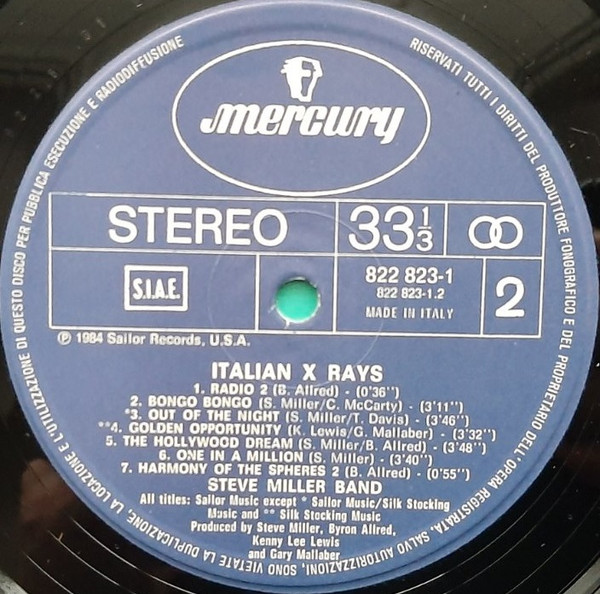 RISERVATI TUTTI I DIRITTI DEL PRODUTTORE FONOGRAFICO E DEL PROPRIETARIO DELL'OPERA REGISTRATA. SALVO AUTORIZZAZIONI, SONO VIETATE LA DUPLICAZIONE, LA LOCAZIONE E L'UTILIZZAZIONE DI QUESTO DISCO PER PUBBLICA ESECUZIONE E RADIODIFFUSIONE
mercury
STEREO
33 1/3
S.I.A.E.
822 823-1
822 823-1.2
MADE IN ITALY
2
℗ 1984 Sailor Records, U.S.A.
ITALIAN X RAYS
1. RADIO 2 (B. Allred) - (0'36'')
2. BONGO BONGO (S. Miller/C. McCarty) - (3'11'')
*3. OUT OF THE NIGHT (S. Miller/T. Davis) - (3'46'')
**4. GOLDEN OPPORTUNITY (K. Lewis/G. Mallaber) - (3'32'')
5. THE HOLLYWOOD DREAM (S. Miller/B. Allred) - (3'48'')
6. ONE IN A MILLION (S. Miller) - (3'40'')
7. HARMONY OF THE SPHERES 2 (B. Allred) - (0'55'')
STEVE MILLER BAND
All titles: Sailor Music except * Sailor Music/Silk Stocking
Music and ** Silk Stocking Music
Produced by Steve Miller, Byron Allred,
Kenny Lee Lewis
and Gary Mallaber